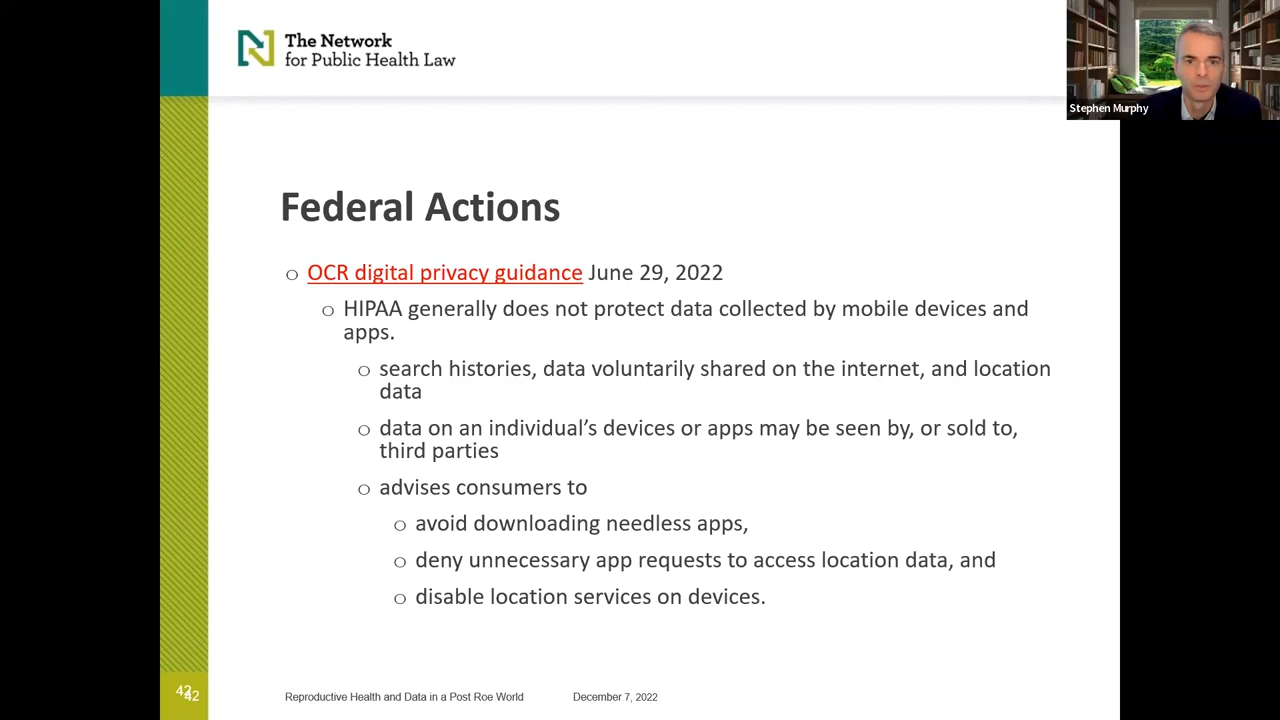 The Network
for Public Health Law
Stephen Murphy
Federal Actions
OCR digital privacy guidance June 29, 2022
HIPAA generally does not protect data collected by mobile devices and
apps.
search histories, data voluntarily shared on the internet, and location
data
data on an individual’s devices or apps may be seen by, or sold to,
third parties
advises consumers to
avoid downloading needless apps,
deny unnecessary app requests to access location data, and
disable location services on devices.
42 42
Reproductive Health and Data in a Post Roe World December 7, 2022